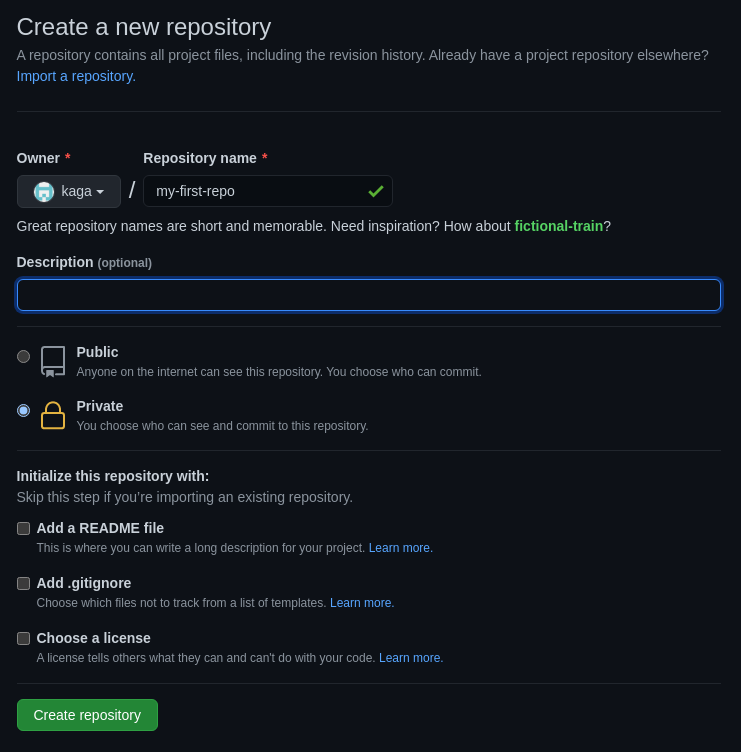 Create a new repository
A repository contains all project files, including the revision history. Already have a project repository elsewhere?
Import a repository.
Owner * Repository name *
kaga / my-first-repo
Great repository names are short and memorable. Need inspiration? How about fictional-train?
Description (optional)
Public
Anyone on the internet can see this repository. You choose who can commit.
Private
You choose who can see and commit to this repository.
Initialize this repository with:
Skip this step if you’re importing an existing repository.
Add a README file
This is where you can write a long description for your project. Learn more.
Add .gitignore
Choose which files not to track from a list of templates. Learn more.
Choose a license
A license tells others what they can and can't do with your code. Learn more.
Create repository